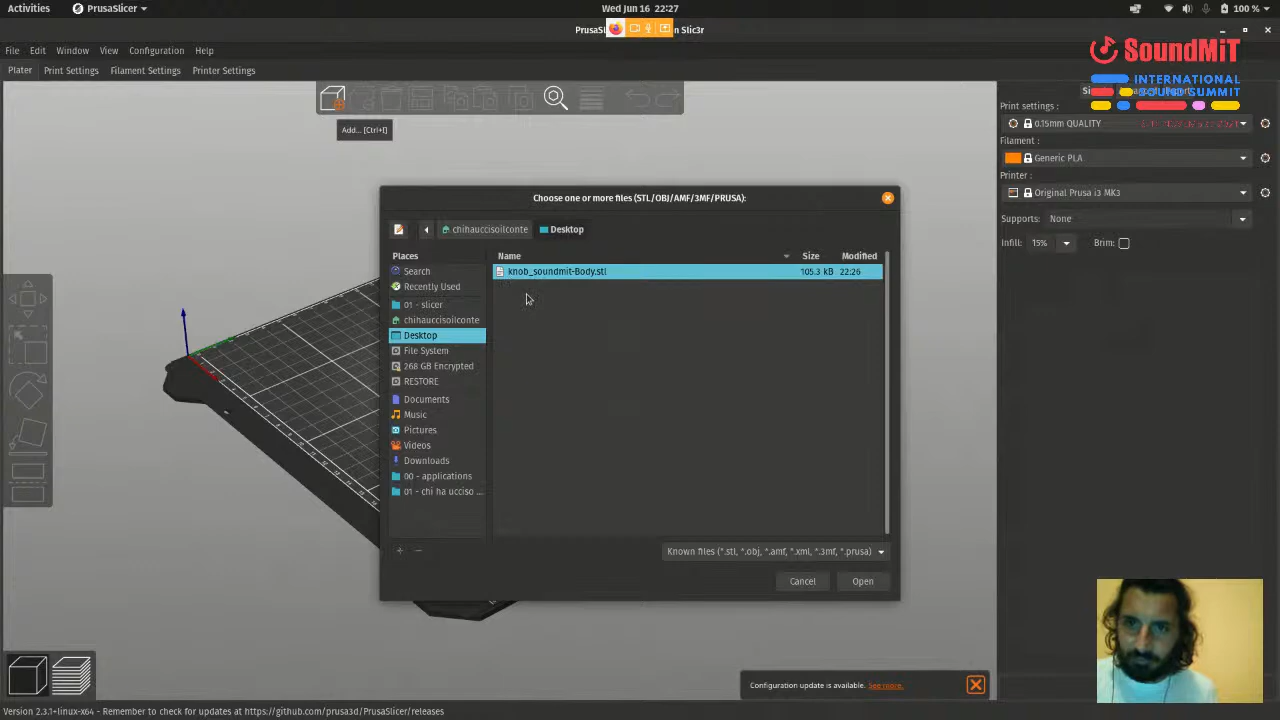 Activities
PrusaSlicer
Wed Jun 16 22:27
100 %
Slic3r
File Edit Window View Configuration Help
SoundMiT
INTERNATIONAL
SOUND SUMMIT
Plater Print Settings Filament Settings Printer Settings
Print settings :
0.15mm QUALITY
Add... [Ctrl+I]
Filament :
Generic PLA
Printer :
Original Prusa i3 MK3
Supports: None
Infill: 15% Brim:
Choose one or more files (STL/OBJ/AMF/3MF/PRUSA):
chihauccisoilconte Desktop
Places
Name Size Modified
Search
knob_soundmit-Body.stl 105.3 kB 22:26
Recently Used
01 - slicer
chihauccisoilconte
Desktop
File System
268 GB Encrypted
RESTORE
Documents
Music
Pictures
Videos
Downloads
00 - applications
01 - chi ha ucciso ...
Known files (*.stl, *.obj, *.amf, *.xml, *.3mf, *.prusa)
Cancel Open
Configuration update is available. See more.
Version 2.3.1+linux-x64 - Remember to check for updates at https://github.com/prusa3d/PrusaSlicer/releases